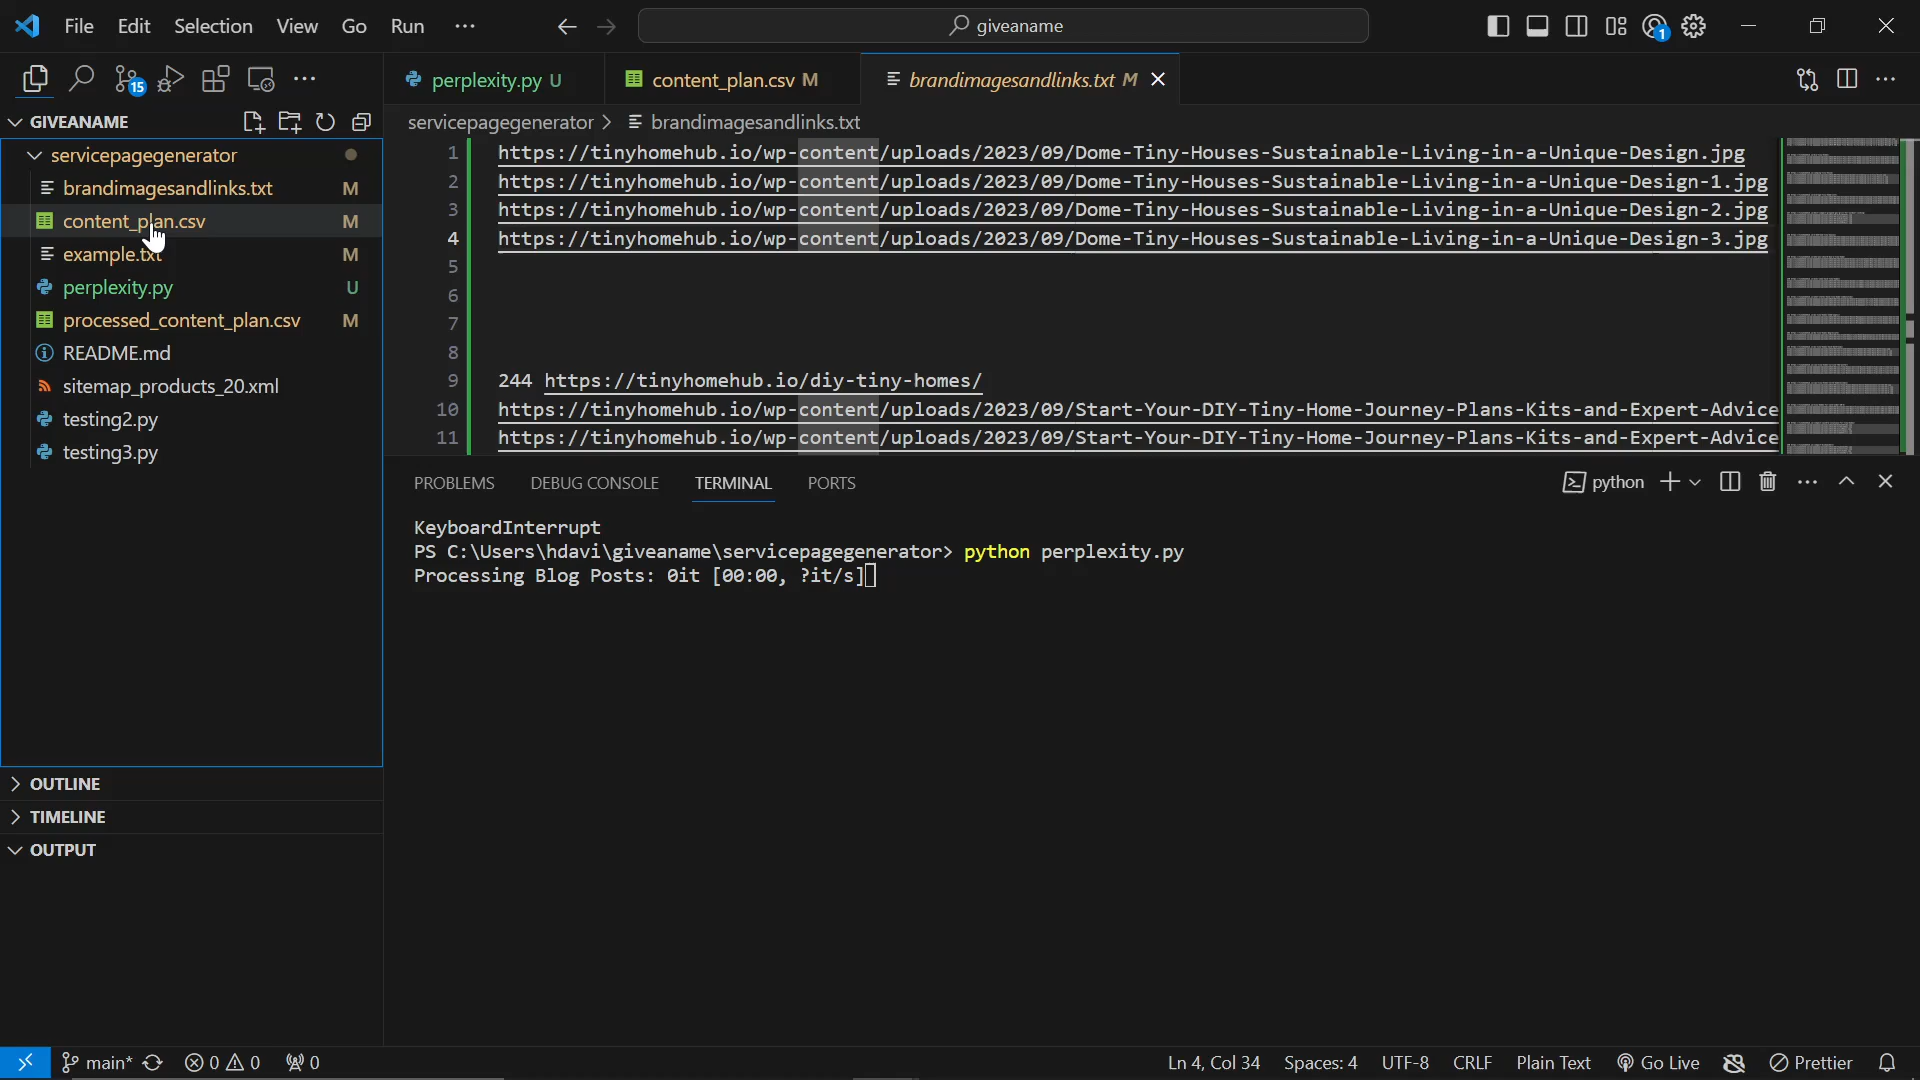 File Edit Selection View Go Run ··· giveaname 1
15 ···
perplexity.py U content_plan.csv M brandimagesandlinks.txt M
GIVEANAME
servicepagegenerator > brandimagesandlinks.txt
servicepagegenerator
brandimagesandlinks.txt M
content_plan.csv M
example.txt M
perplexity.py U
processed_content_plan.csv M
README.md
sitemap_products_20.xml
testing2.py
testing3.py
1 https://tinyhomehub.io/wp-content/uploads/2023/09/Dome-Tiny-Houses-Sustainable-Living-in-a-Unique-Design.jpg
2 https://tinyhomehub.io/wp-content/uploads/2023/09/Dome-Tiny-Houses-Sustainable-Living-in-a-Unique-Design-1.jpg
3 https://tinyhomehub.io/wp-content/uploads/2023/09/Dome-Tiny-Houses-Sustainable-Living-in-a-Unique-Design-2.jpg
4 https://tinyhomehub.io/wp-content/uploads/2023/09/Dome-Tiny-Houses-Sustainable-Living-in-a-Unique-Design-3.jpg
5
6
7
8
9 244 https://tinyhomehub.io/diy-tiny-homes/
10 https://tinyhomehub.io/wp-content/uploads/2023/09/Start-Your-DIY-Tiny-Home-Journey-Plans-Kits-and-Expert-Advice
11 https://tinyhomehub.io/wp-content/uploads/2023/09/Start-Your-DIY-Tiny-Home-Journey-Plans-Kits-and-Expert-Advice
PROBLEMS DEBUG CONSOLE TERMINAL PORTS python
KeyboardInterrupt
PS C:\Users\hdavi\giveaname\servicepagegenerator> python perplexity.py
Processing Blog Posts: 0it [00:00, ?it/s]
OUTLINE
TIMELINE
OUTPUT
main* 0 0 0 Ln 4, Col 34 Spaces: 4 UTF-8 CRLF Plain Text Go Live Prettier